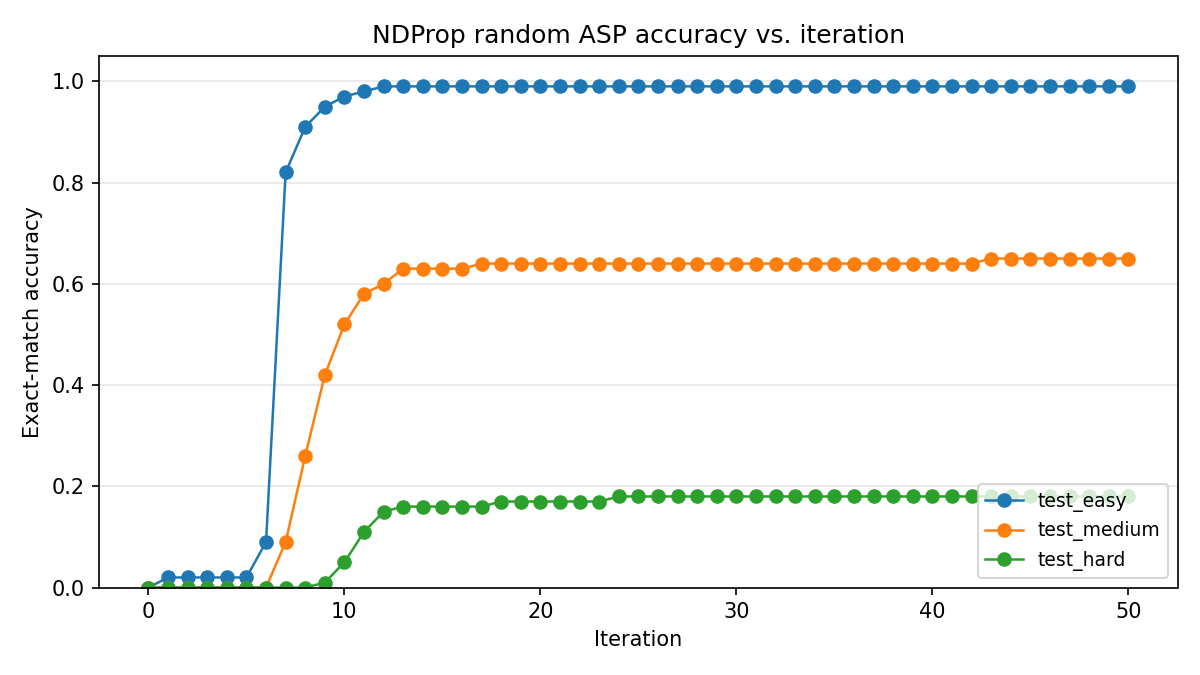 NDProp random ASP accuracy vs. iteration
Exact-match accuracy
1.0
0.8
0.6
0.4
0.2
0.0
0 10 20 30 40 50
Iteration
test_easy
test_medium
test_hard